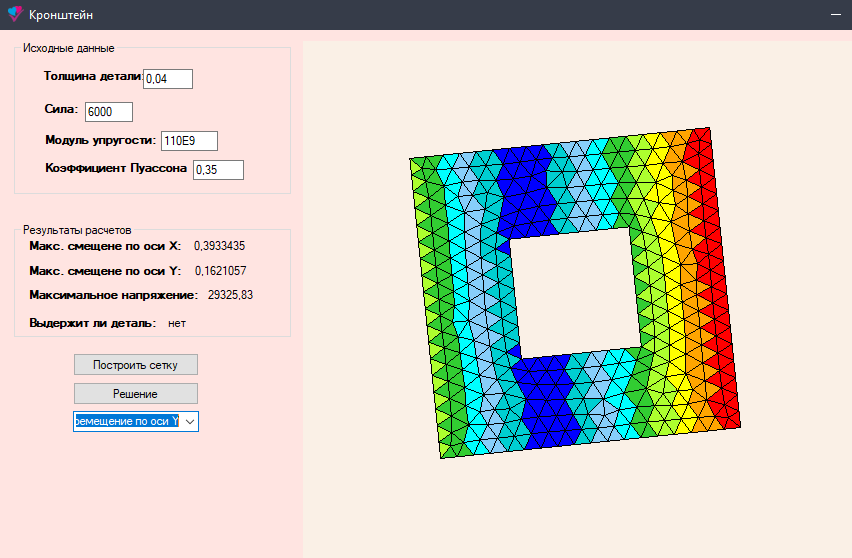 Кронштейн
Исходные данные
Толщина детали: 0,04
Сила: 6000
Модуль упругости: 110E9
Коэффициент Пуассона 0,35
Результаты расчетов
Макс. смещене по оси X: 0,3933435
Макс. смещене по оси Y: 0,1621057
Максимальное напряжение: 29325,83
Выдержит ли деталь: нет
Построить сетку
Решение
ремещение по оси Y